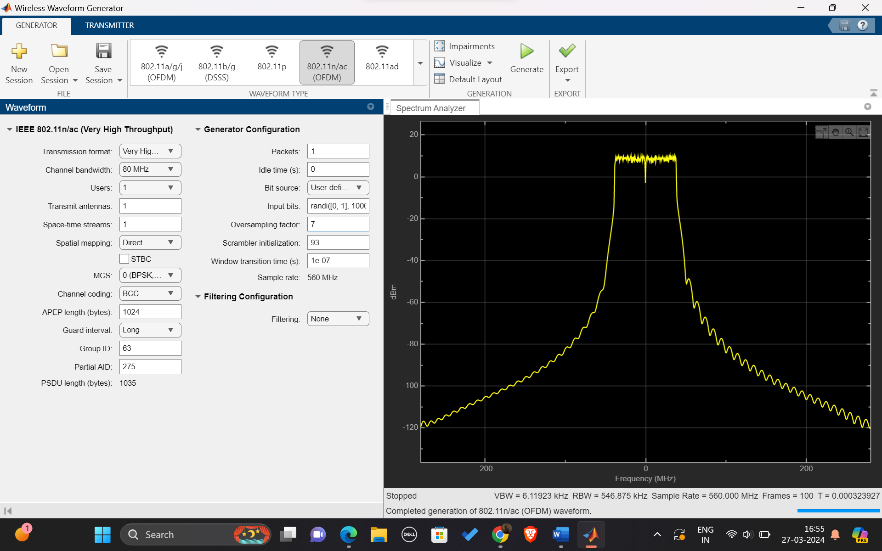 Wireless Waveform Generator
GENERATOR TRANSMITTER
New Session
Open Session
Save Session
FILE
802.11a/g/j (OFDM)
802.11b/g (DSSS)
802.11p
802.11n/ac (OFDM)
802.11ad
WAVEFORM TYPE
Impairments
Visualize
Default Layout
Generate
GENERATION
Export
EXPORT
Waveform
IEEE 802.11n/ac (Very High Throughput)
Transmission format: Very Hig...
Channel bandwidth: 80 MHz
Users: 1
Transmit antennas: 1
Space-time streams: 1
Spatial mapping: Direct
STBC
MCS: 0 (BPSK,...
Channel coding: BCC
APEP length (bytes): 1024
Guard interval: Long
Group ID: 63
Partial AID: 275
PSDU length (bytes): 1035
Generator Configuration
Packets: 1
Idle time (s): 0
Bit source: User defi...
Input bits: randi([0, 1], 100(
Oversampling factor: 7
Scrambler initialization: 93
Window transition time (s): 1e-07
Sample rate: 560 MHz
Filtering Configuration
Filtering: None
Spectrum Analyzer
20
0
-20
-40
-60
-80
100
-120
dBm
200 0 200
Frequency (MHz)
Stopped VBW = 6.11923 kHz RBW = 546.875 kHz Sample Rate = 560.000 MHz Frames = 100 T = 0.000323927
Completed generation of 802.11n/ac (OFDM) waveform.
1
Search
DELL
ENG
IN
16:55
27-03-2024
PRE